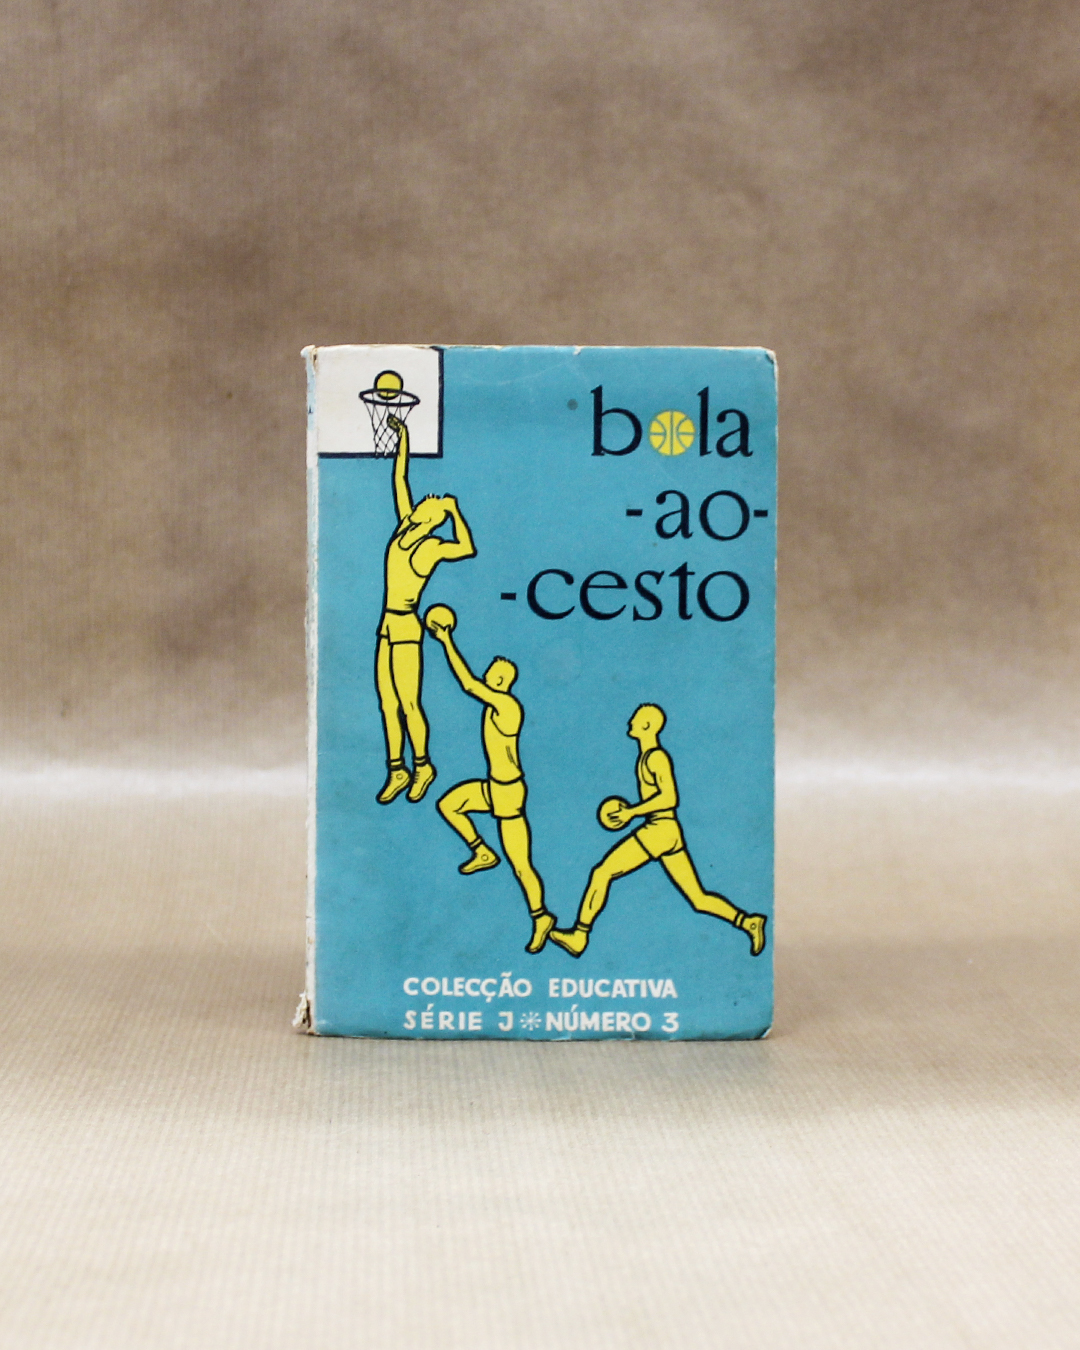 bola
-ao-
-cesto
COLECÇÃO EDUCATIVA
SÉRIE J * NÚMERO 3